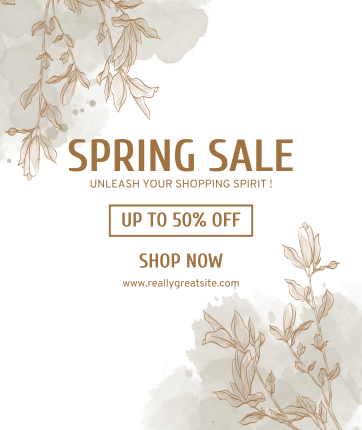 SPRING SALE
UNLEASH YOUR SHOPPING SPIRIT !
UP TO 50% OFF
SHOP NOW
www.reallygreatsite.com